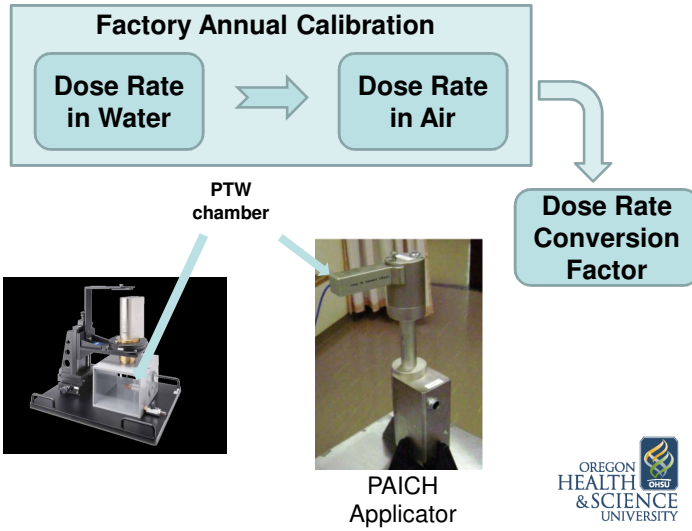 Factory Annual Calibration
Dose Rate
in Water
Dose Rate
in Air
PTW
chamber
Dose Rate
Conversion
Factor
PAICH
Applicator
OREGON
HEALTH
& SCIENCE
UNIVERSITY
OHSU